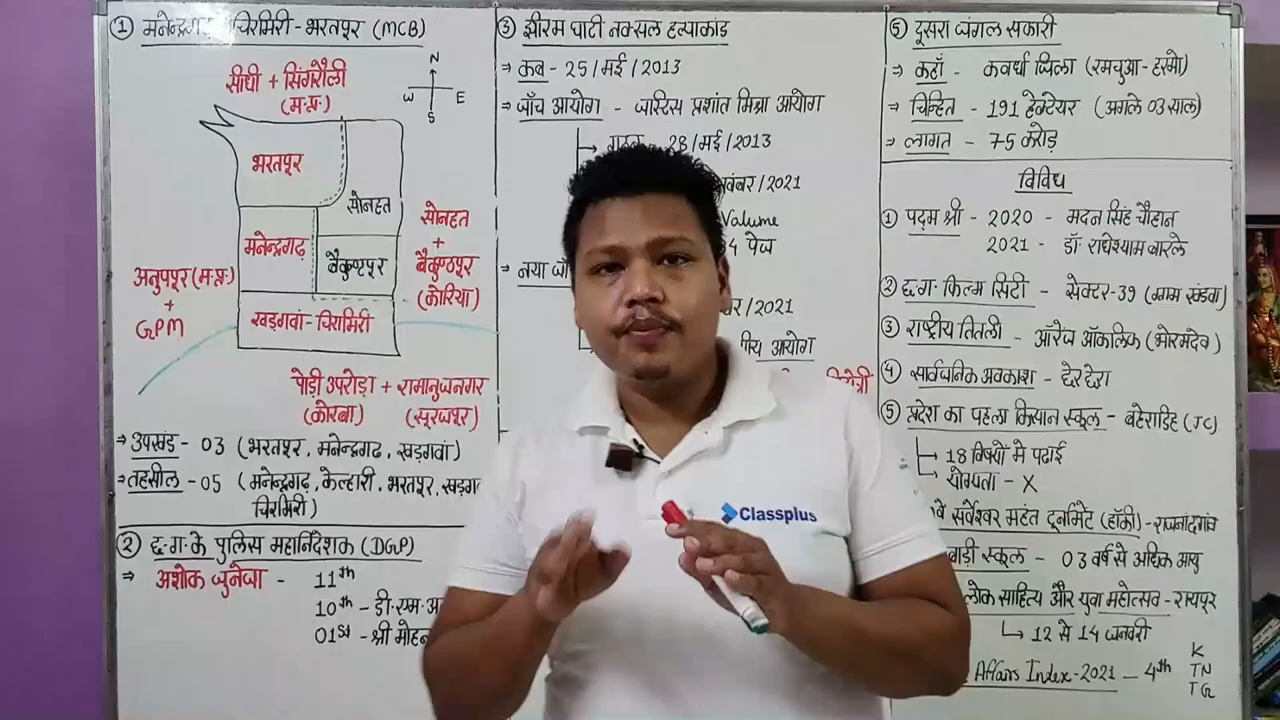 ① मनेन्द्रगढ़ चिरमिरी-भरतपुर (MCB)
सीधी + सिंगरौली
(म.प्र.)
N
W E
S
भरतपुर
सोनहत
मनेन्द्रगढ़
बैकुण्ठपुर
खड़गवां-चिरमिरी
अनुपपुर (म.प्र.)
+
GPM
सोनहत
+
बैकुण्ठपुर
(कोरिया)
पोड़ी उपरोड़ा + रामानुजनगर
(कोरबा) (सूरजपुर)
→ उपखंड - 03 (भरतपुर, मनेन्द्रगढ़, खड़गवां)
→ तहसील - 05 (मनेन्द्रगढ़, केल्हारी, भरतपुर, खड़गवां
चिरमिरी)
② छ.ग. के पुलिस महानिदेशक (DGP)
⇒ अशोक जुनेजा - 11th
10th - डी.एम. अ
01st - श्री मोहन
③ झीरम घाटी नक्सल हत्याकांड
⇒ कब - 25/मई/2013
⇒ जाँच आयोग - जस्टिस प्रशांत मिश्रा आयोग
28/मई/2013
/2021
Volume
4 पेज
⇒ नया
/2021
आयोग
⑤ दूसरा जंगल सफारी
⇒ कहाँ - कवर्धा जिला (रमचुआ-हरमो)
⇒ चिन्हित - 191 हेक्टेयर (अगले 03 साल)
⇒ लागत - 75 करोड़
विविध
① पद्म श्री - 2020 - मदन सिंह चौहान
2021 - डॉ राधेश्याम बारले
② छ.ग. फिल्म सिटी - सेक्टर-39 (ग्राम खंडवा)
③ राष्ट्रीय तितली - ऑरेंज ऑकलिफ (भोरमदेव)
④ सार्वजनिक अवकाश - छेरछेरा
⑤ प्रदेश का पहला किसान स्कूल - बहेराडिह (JC)
18 विषयों में पढ़ाई
योग्यता - X
वे सर्वेश्वर महंत टूर्नामेंट (हॉकी) - राजनांदगांव
वाड़ी स्कूल - 03 वर्ष से अधिक आयु
लोक साहित्य और युवा महोत्सव - रायपुर
12 से 14 जनवरी
Affairs Index-2021 - 4th
K
TN
TG
Classplus